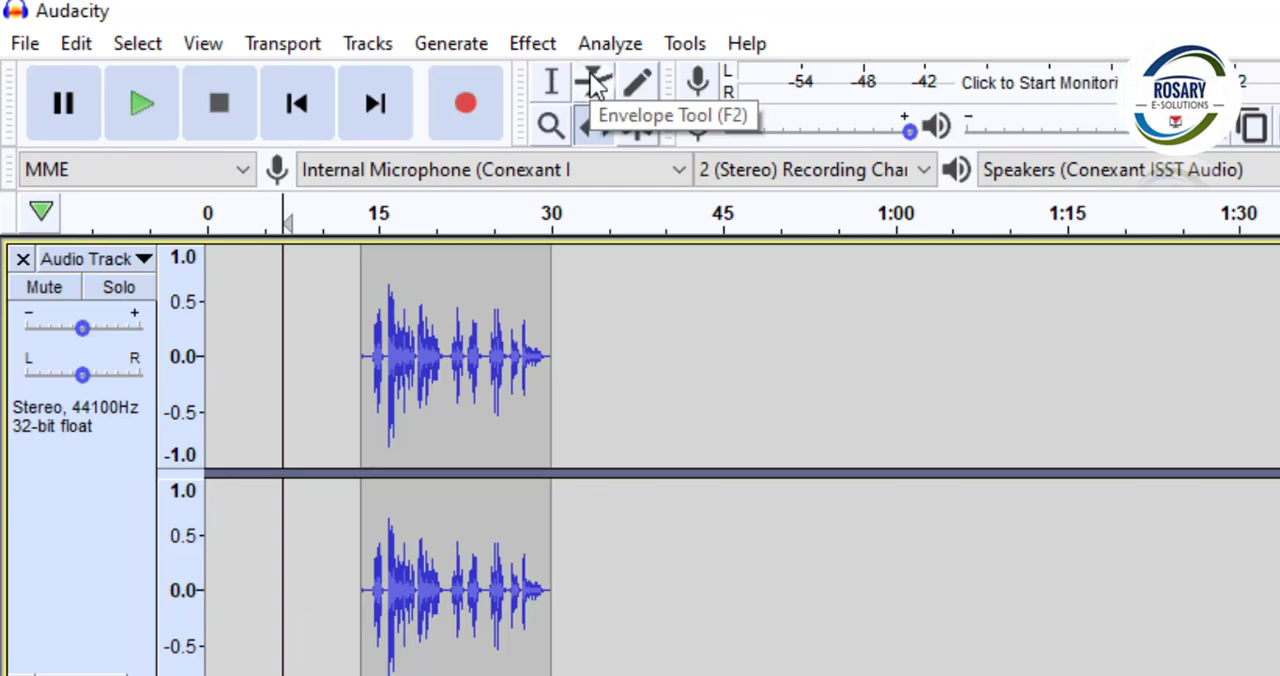 Audacity
File Edit Select View Transport Tracks Generate Effect Analyze Tools Help
L -54 -48 -42 Click to Start Monitori 2
R
ROSARY
E-SOLUTIONS
Envelope Tool (F2)
MME Internal Microphone (Conexant I 2 (Stereo) Recording Char Speakers (Conexant ISST Audio)
0 15 30 45 1:00 1:15 1:30
Audio Track 1.0
Mute Solo
- + 0.5
0.0
L R
Stereo, 44100Hz
32-bit float
-0.5
-1.0
1.0
0.5
0.0
-0.5